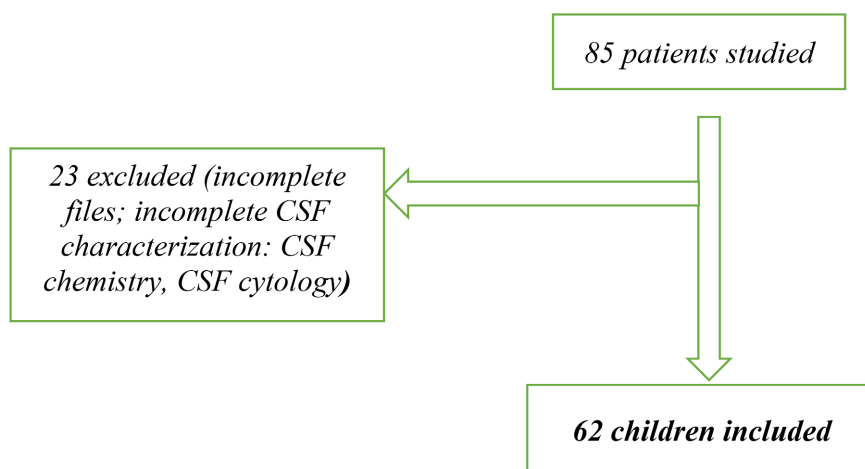 85 patients studied
23 excluded (incomplete
files; incomplete CSF
characterization: CSF
chemistry, CSF cytology)
62 children included